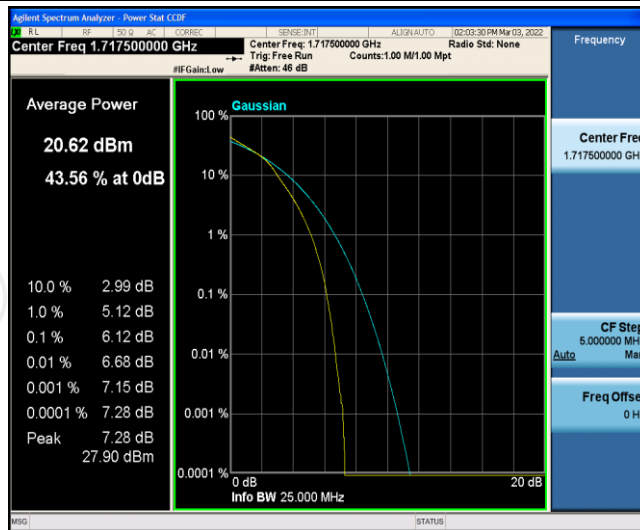 Agilent Spectrum Analyzer - Power Stat CCDF
LXI RL RF 50 Ω AC CORREC SENSE:INT ALIGN AUTO 02:03:30 PM Mar 03, 2022
Center Freq 1.717500000 GHz
Center Freq: 1.717500000 GHz Radio Std: None
Trig: Free Run Counts:1.00 M/1.00 Mpt
#IFGain:Low #Atten: 46 dB
Frequency
Average Power
20.62 dBm
43.56 % at 0dB
10.0 % 2.99 dB
1.0 % 5.12 dB
0.1 % 6.12 dB
0.01 % 6.68 dB
0.001 % 7.15 dB
0.0001 % 7.28 dB
Peak 7.28 dB
27.90 dBm
Gaussian
100 %
10 %
1 %
0.1 %
0.01 %
0.001 %
0.0001 %
0 dB 20 dB
Info BW 25.000 MHz
Center Fre
1.717500000 GH
CF Step
5.000000 MH
Auto Ma
Freq Offse
0 H
MSG STATUS